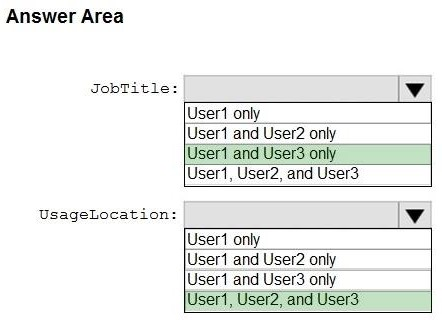 Answer Area
JobTitle:
User1 only
User1 and User2 only
User1 and User3 only
User1, User2, and User3
UsageLocation:
User1 only
User1 and User2 only
User1 and User3 only
User1, User2, and User3